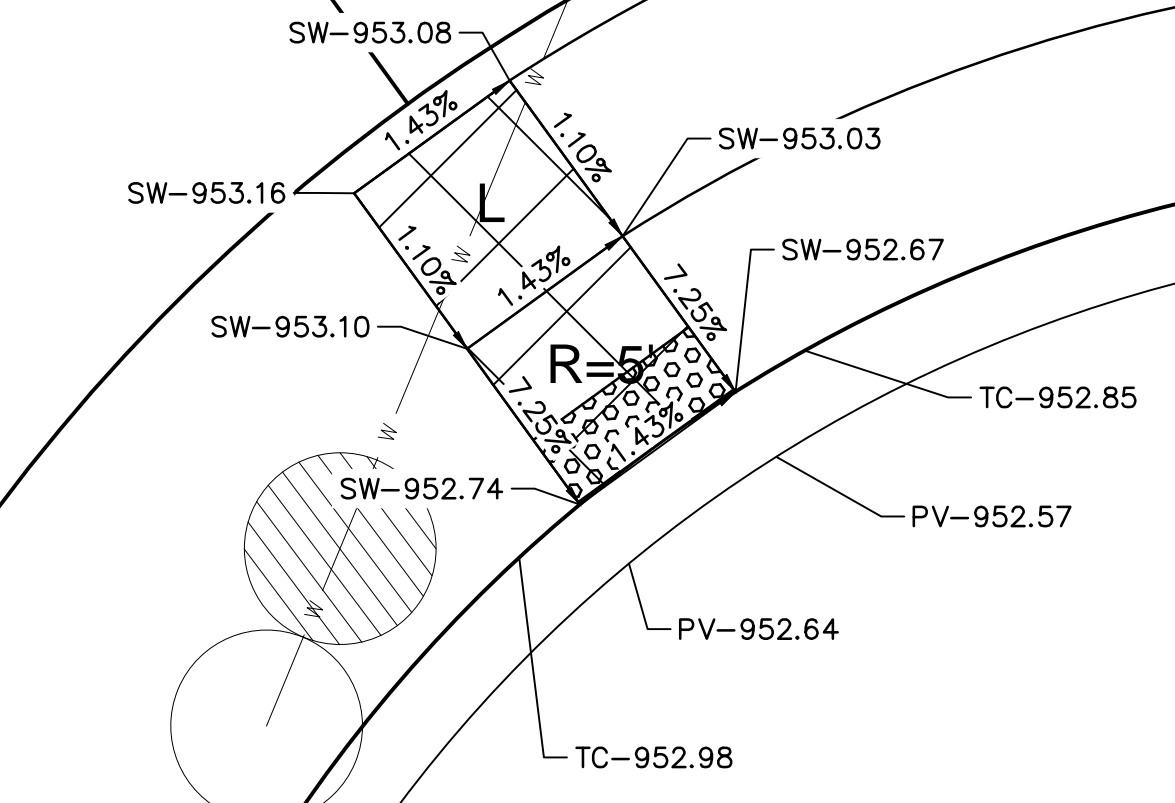 SW-953.08
W
1.43%
1.10%
SW-953.03
SW-953.16
L
W
1.10%
1.43%
SW-952.67
7.25%
SW-953.10
R=5'
TC-952.85
7.25%
1.43%
W
SW-952.74
PV-952.57
W
PV-952.64
TC-952.98